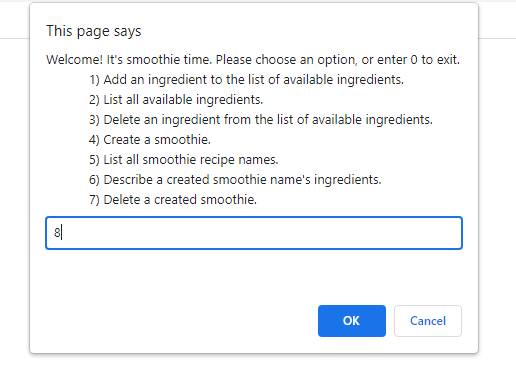 This page says
Welcome! It's smoothie time. Please choose an option, or enter 0 to exit.
1) Add an ingredient to the list of available ingredients.
2) List all available ingredients.
3) Delete an ingredient from the list of available ingredients.
4) Create a smoothie.
5) List all smoothie recipe names.
6) Describe a created smoothie name's ingredients.
7) Delete a created smoothie.
8
OK Cancel